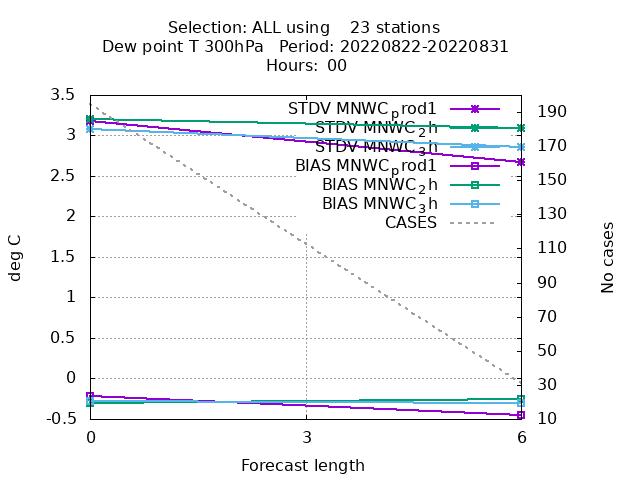 Selection: ALL using    23 stations
Dew point T 300hPa   Period: 20220822-20220831
Hours:  00
3.5
3
2.5
2
1.5
1
0.5
0
-0.5
deg C
STDV MNWC_prod1
STDV MNWC_2h
STDV MNWC_3h
BIAS MNWC_prod1
BIAS MNWC_2h
BIAS MNWC_3h
CASES
190
170
150
130
110
90
70
50
30
10
No cases
0    3    6
Forecast length